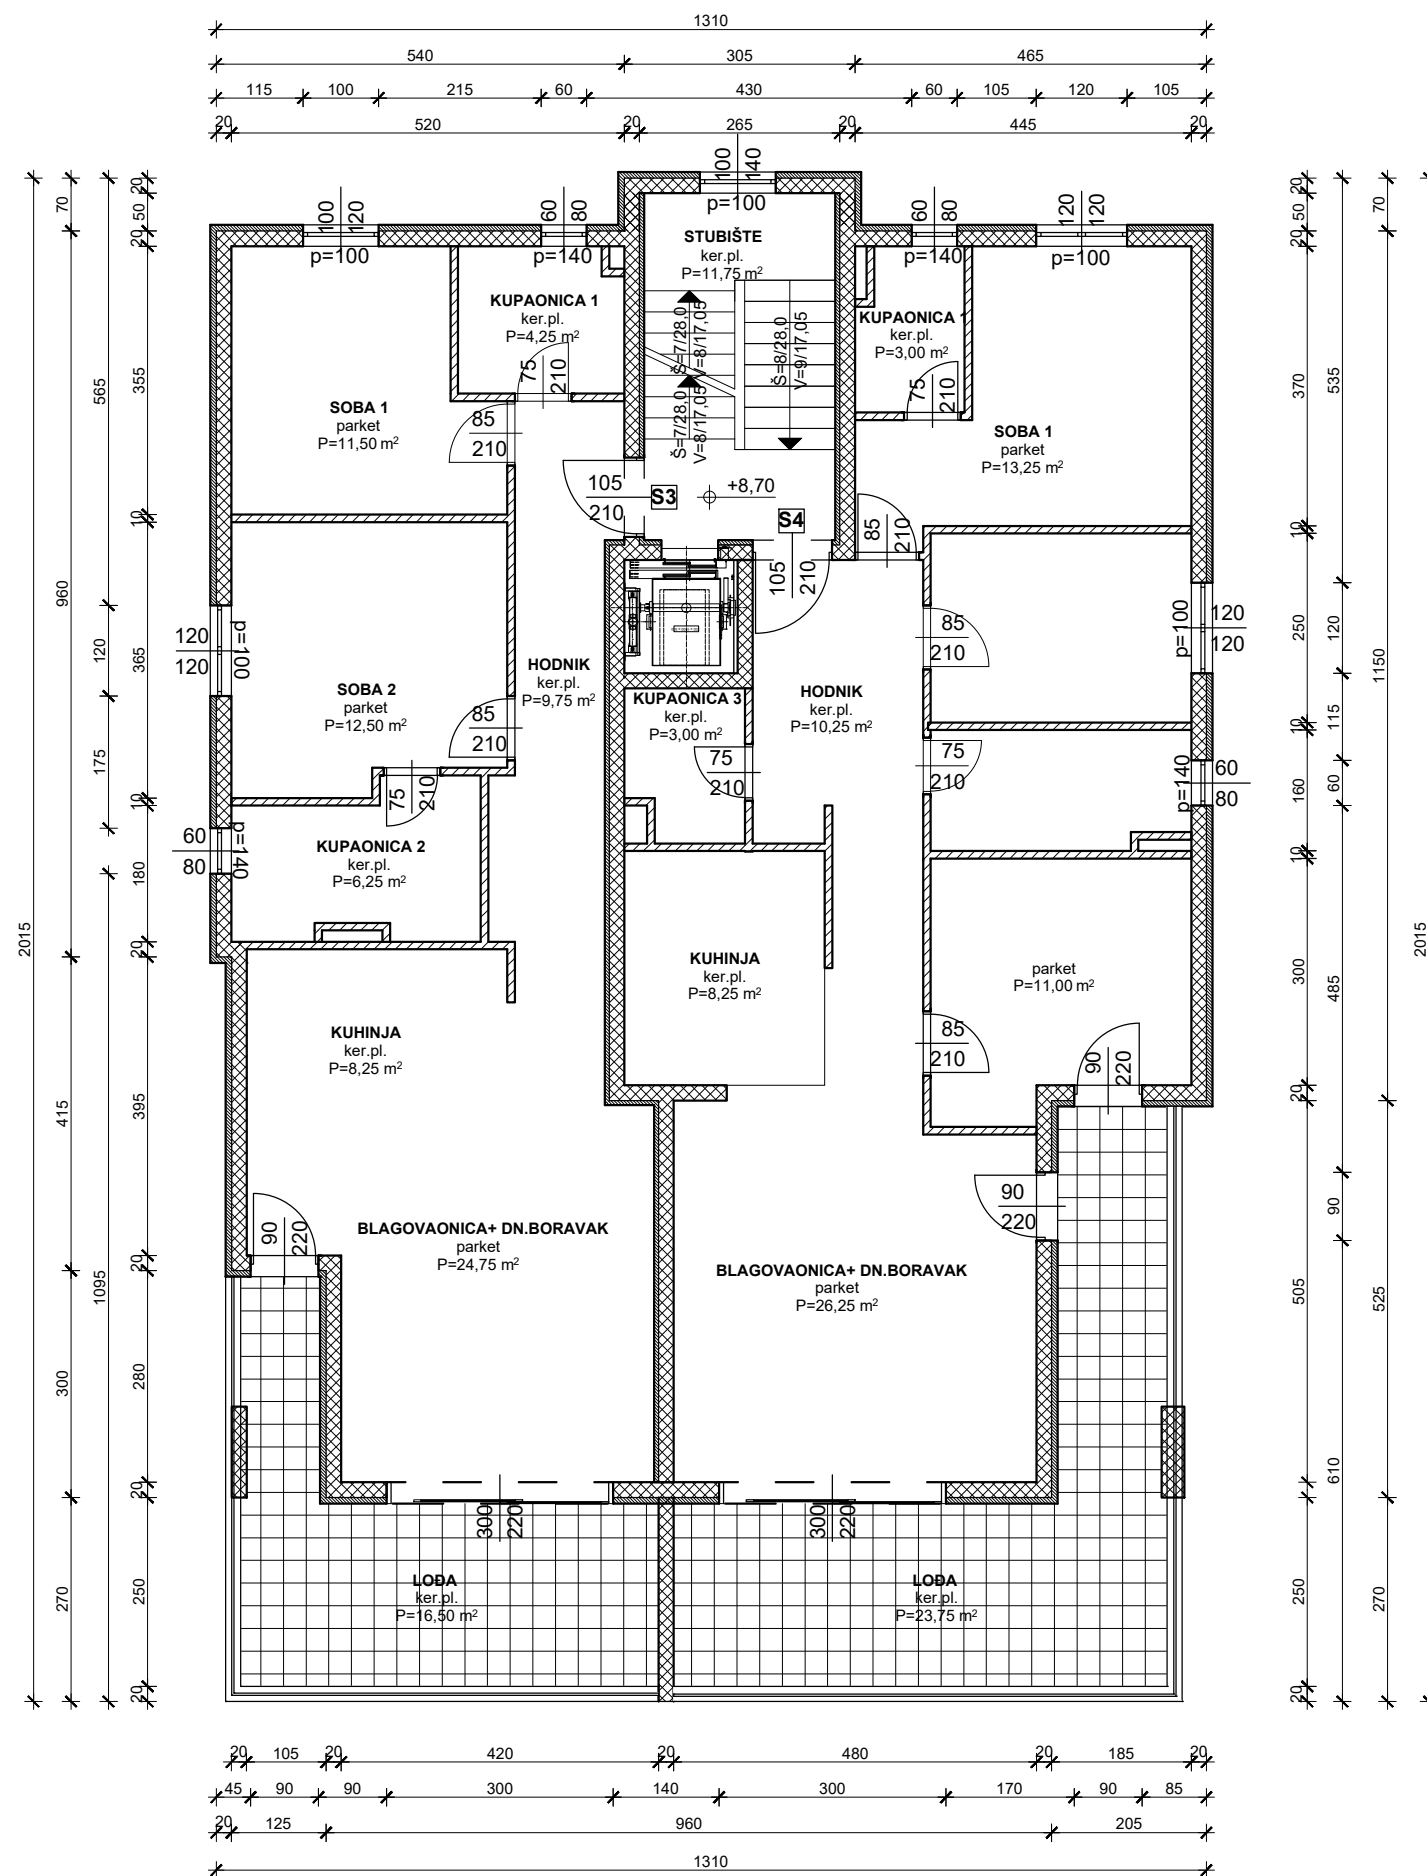 1310
540 305 465
115 100 215 60 430 60 105 120 105
20 520 20 265 20 445 20
100 140
p=100
100 120
p=100
60 80
p=140
60 80
p=140
120 120
p=100
STUBIŠTE
ker.pl.
P=11,75 m²
Š=7/28,0
V=8/17,05
Š=7/28,0
V=8/17,05
Š=8/28,0
V=9/17,05
KUPAONICA 1
ker.pl.
P=4,25 m²
75
210
KUPAONICA 1
ker.pl.
P=3,00 m²
75
210
SOBA 1
parket
P=11,50 m²
85
210
SOBA 1
parket
P=13,25 m²
85
210
105
210
S3
+8,70
S4
105
210
120
120
p=100
SOBA 2
parket
P=12,50 m²
85
210
75
210
HODNIK
ker.pl.
P=9,75 m²
KUPAONICA 3
ker.pl.
P=3,00 m²
75
210
HODNIK
ker.pl.
P=10,25 m²
85
210
p=100
120
120
75
210
p=140
60
80
60
80
p=140
KUPAONICA 2
ker.pl.
P=6,25 m²
KUHINJA
ker.pl.
P=8,25 m²
parket
P=11,00 m²
85
210
90
220
KUHINJA
ker.pl.
P=8,25 m²
90
220
90
220
BLAGOVAONICA+ DN.BORAVAK
parket
P=24,75 m²
BLAGOVAONICA+ DN.BORAVAK
parket
P=26,25 m²
300
220
300
220
LOĐA
ker.pl.
P=16,50 m²
LOĐA
ker.pl.
P=23,75 m²
2015
70 960 415 300 270
565 120 175 1095
20 50 20 355 10 365 10 180 20 395 20 280 20 250 20
20 50 20 370 10 250 10 160 10 300 20 505 20 250 20
535 120 115 60 485 90 610
70 1150 525 270
2015
20 105 20 420 20 480 20 185 20
45 90 90 300 140 300 170 90 85
20 125 960 205
1310